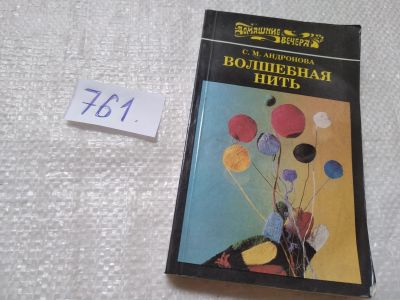 761.
ДОМАШНИЕ
ВЕЧЕРА
С. М. АНДРОНОВА
ВОЛШЕБНАЯ
НИТЬ